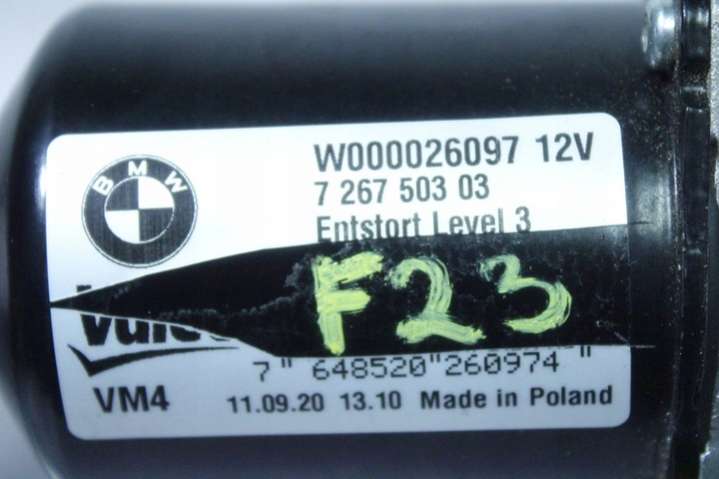 BMW
W000026097 12V
7 267 503 03
Entstort Level 3
F23
7" 648520"260974"
VM4
11.09.20 13.10 Made in Poland